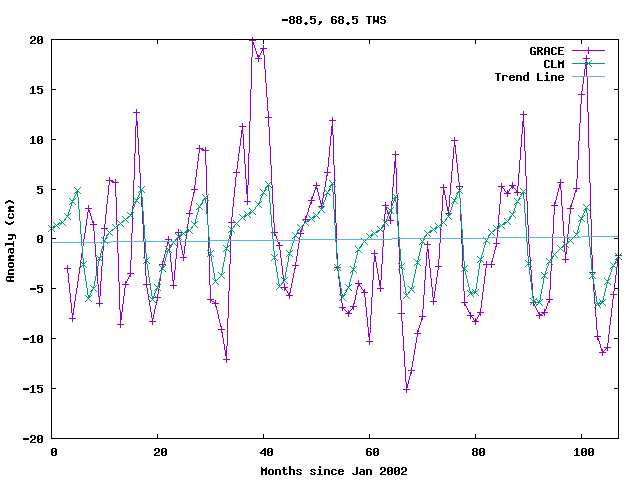 -88.5, 68.5 TWS
GRACE
CLM
Trend Line
20
15
10
5
0
-5
-10
-15
-20
Anomaly (cm)
0 20 40 60 80 100
Months since Jan 2002